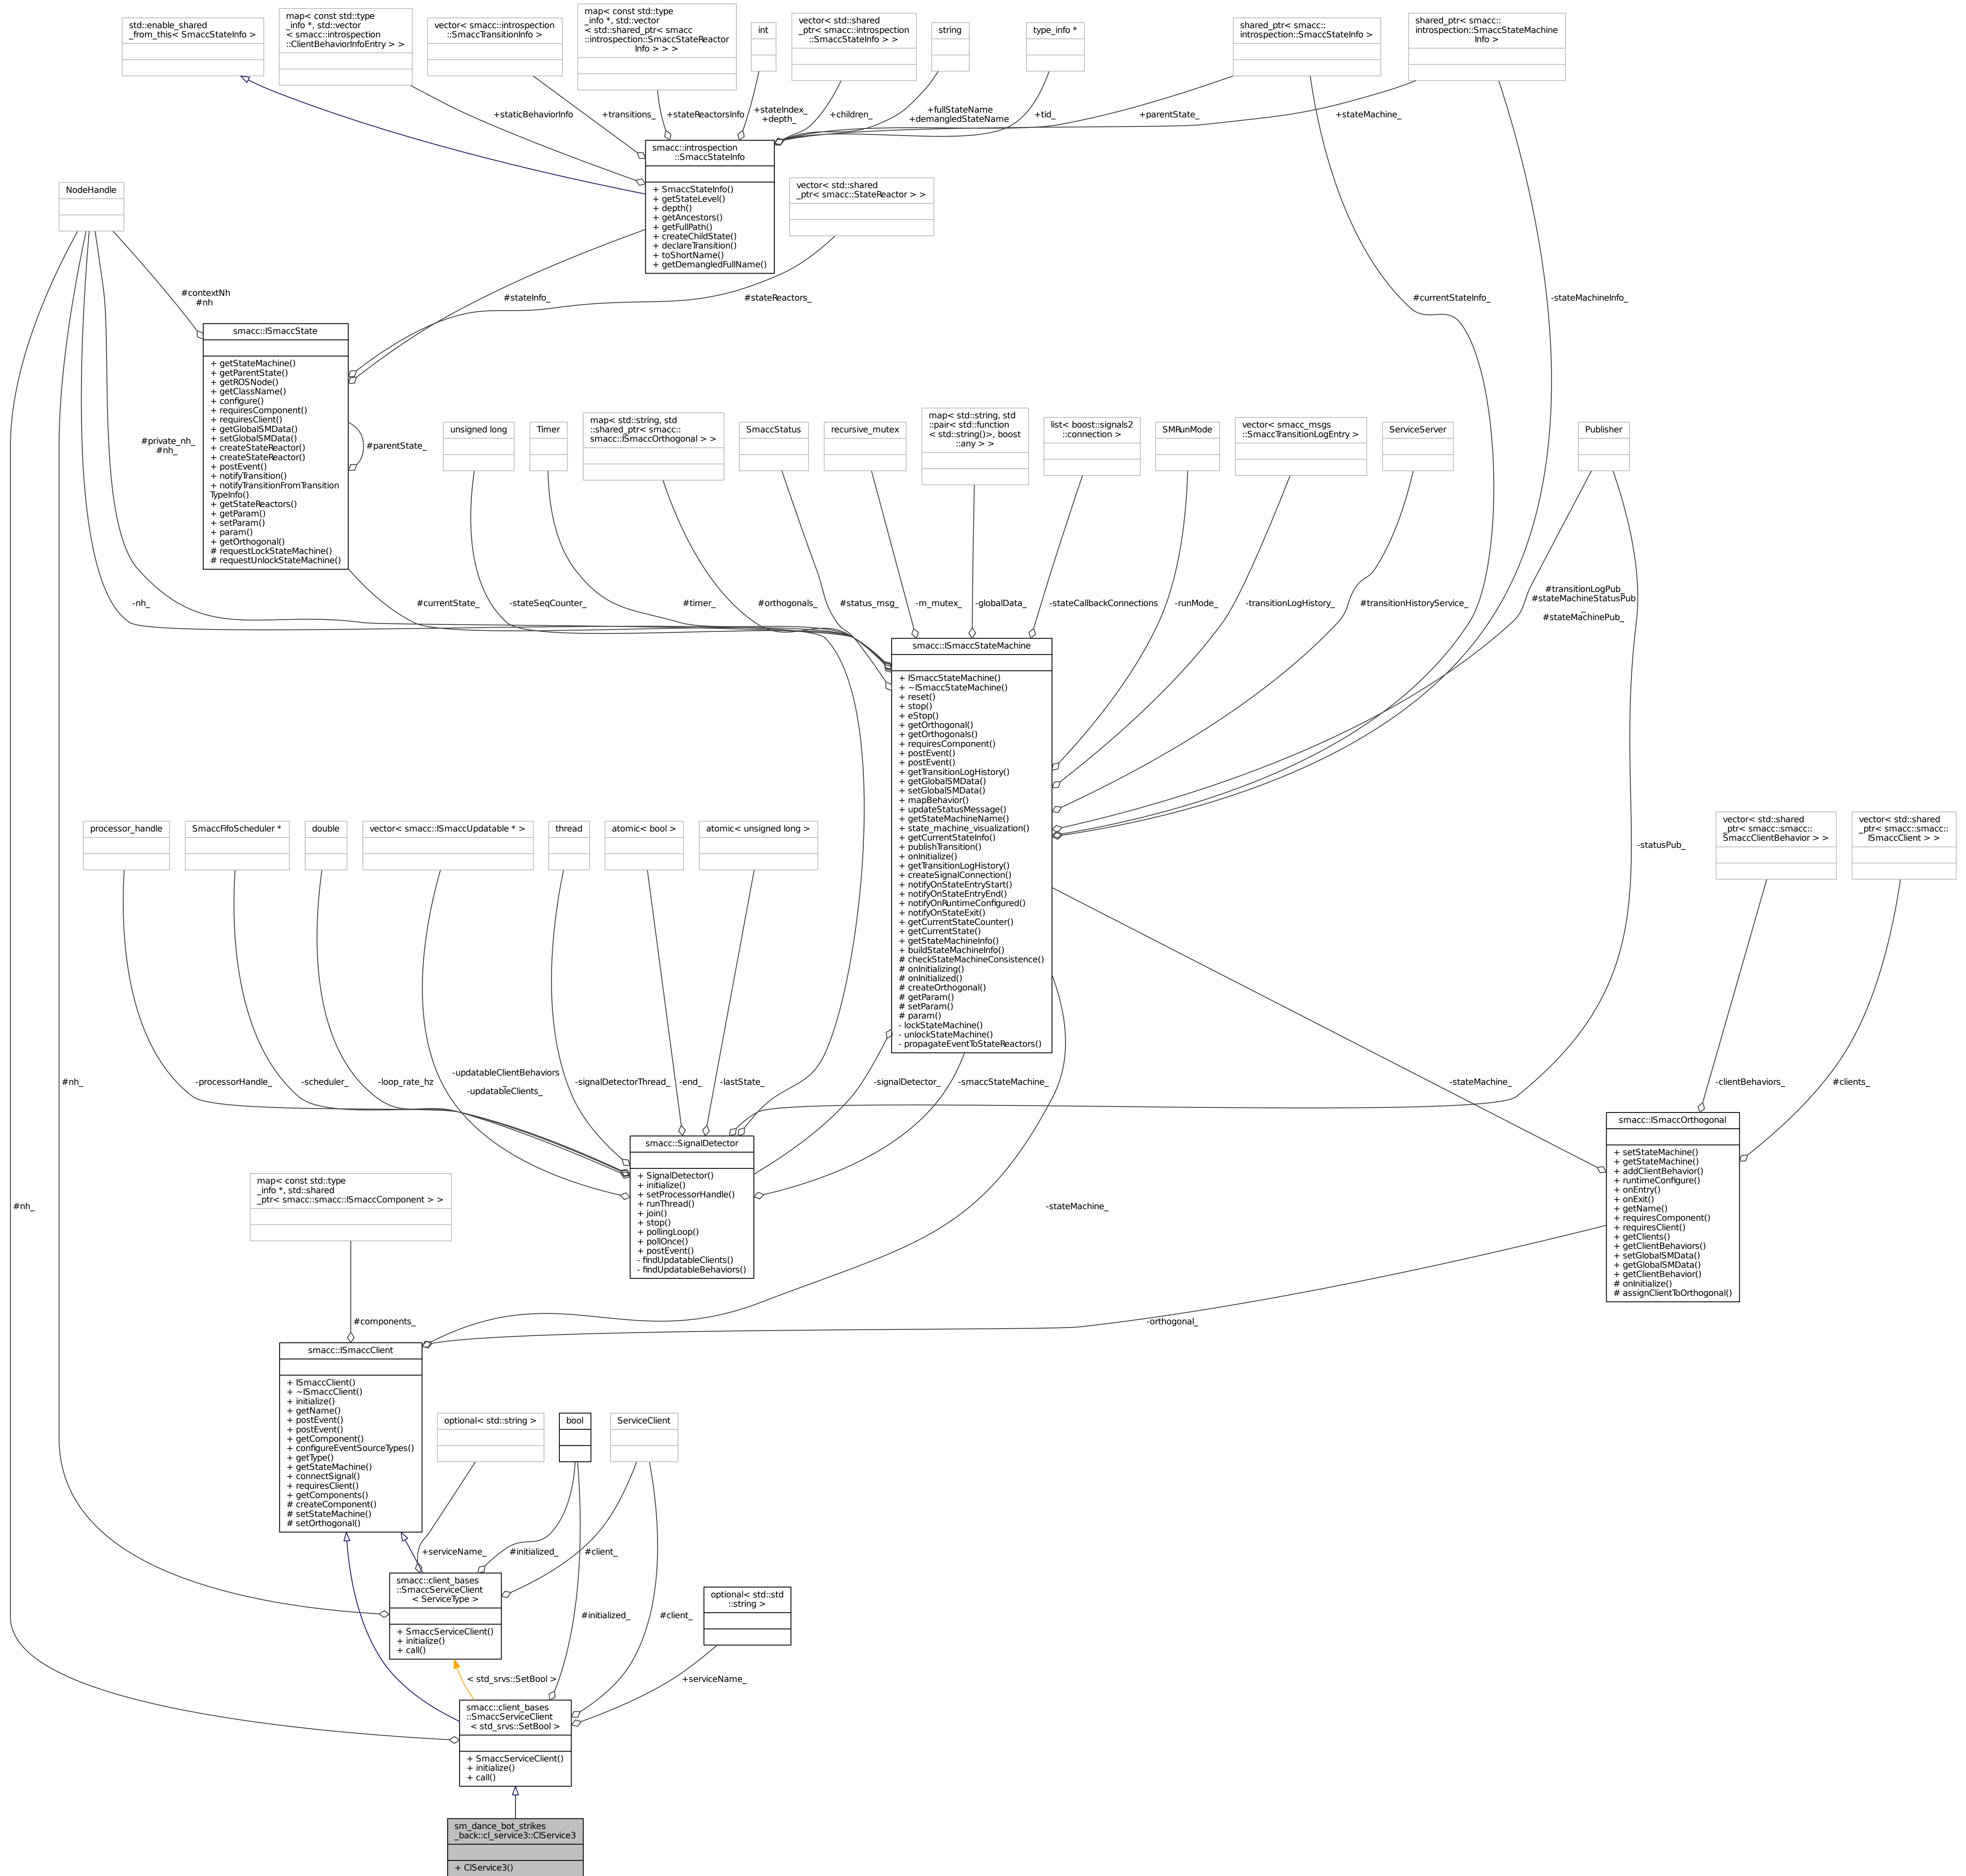 std::enable_shared
_from_this< SmaccStateInfo >
map< const std::type
_info *, std::vector
< smacc::introspection
::ClientBehaviorInfoEntry > >
vector< smacc::introspection
::SmaccTransitionInfo >
map< const std::type
_info *, std::vector
< std::shared_ptr< smacc
::introspection::SmaccStateReactor
Info > > >
int
vector< std::shared
_ptr< smacc::introspection
::SmaccStateInfo > >
string
type_info *
shared_ptr< smacc::
introspection::SmaccStateInfo >
shared_ptr< smacc::
introspection::SmaccStateMachine
Info >
+staticBehaviorInfo
+transitions_
+stateReactorsInfo
+stateIndex_
+depth_
+children_
+fullStateName
+demangledStateName
+tid_
+parentState_
+stateMachine_
smacc::introspection
::SmaccStateInfo
+ SmaccStateInfo()
+ getStateLevel()
+ depth()
+ getAncestors()
+ getFullPath()
+ createChildState()
+ declareTransition()
+ toShortName()
+ getDemangledFullName()
vector< std::shared
_ptr< smacc::StateReactor > >
NodeHandle
#contextNh
#nh
#stateInfo_
#stateReactors_
#currentStateInfo_
-stateMachineInfo_
smacc::ISmaccState
+ getStateMachine()
+ getParentState()
+ getROSNode()
+ getClassName()
+ configure()
+ requiresComponent()
+ requiresClient()
+ getGlobalSMData()
+ setGlobalSMData()
+ createStateReactor()
+ createStateReactor()
+ postEvent()
+ notifyTransition()
+ notifyTransitionFromTransition
TypeInfo()
+ getStateReactors()
+ getParam()
+ setParam()
+ param()
+ getOrthogonal()
# requestLockStateMachine()
# requestUnlockStateMachine()
#parentState_
#private_nh_
#nh_
unsigned long
Timer
map< std::string, std
::shared_ptr< smacc::
smacc::ISmaccOrthogonal > >
SmaccStatus
recursive_mutex
map< std::string, std
::pair< std::function
< std::string()>, boost
::any > >
list< boost::signals2
::connection >
SMRunMode
vector< smacc_msgs
::SmaccTransitionLogEntry >
ServiceServer
Publisher
-nh_
#currentState_
-stateSeqCounter_
#timer_
#orthogonals_
#status_msg_
-m_mutex_
-globalData_
-stateCallbackConnections
-runMode_
-transitionLogHistory_
#transitionHistoryService_
#transitionLogPub_
#stateMachineStatusPub
_
#stateMachinePub_
smacc::ISmaccStateMachine
+ ISmaccStateMachine()
+ ~ISmaccStateMachine()
+ reset()
+ stop()
+ eStop()
+ getOrthogonal()
+ getOrthogonals()
+ requiresComponent()
+ postEvent()
+ postEvent()
+ getTransitionLogHistory()
+ getGlobalSMData()
+ setGlobalSMData()
+ mapBehavior()
+ updateStatusMessage()
+ getStateMachineName()
+ state_machine_visualization()
+ getCurrentStateInfo()
+ publishTransition()
+ onInitialize()
+ getTransitionLogHistory()
+ createSignalConnection()
+ notifyOnStateEntryStart()
+ notifyOnStateEntryEnd()
+ notifyOnRuntimeConfigured()
+ notifyOnStateExit()
+ getCurrentStateCounter()
+ getCurrentState()
+ getStateMachineInfo()
+ buildStateMachineInfo()
# checkStateMachineConsistence()
# onInitializing()
# onInitialized()
# createOrthogonal()
# getParam()
# setParam()
# param()
- lockStateMachine()
- unlockStateMachine()
- propagateEventToStateReactors()
processor_handle
SmaccFifoScheduler *
double
vector< smacc::ISmaccUpdatable * >
thread
atomic< bool >
atomic< unsigned long >
vector< std::shared
_ptr< smacc::smacc::
SmaccClientBehavior > >
vector< std::shared
_ptr< smacc::smacc::
ISmaccClient > >
-statusPub_
#nh_
-processorHandle_
-scheduler_
-loop_rate_hz
-updatableClientBehaviors
_
-updatableClients_
-signalDetectorThread_
-end_
-lastState_
-signalDetector_
-smaccStateMachine_
-stateMachine_
-clientBehaviors_
#clients_
smacc::SignalDetector
+ SignalDetector()
+ initialize()
+ setProcessorHandle()
+ runThread()
+ join()
+ stop()
+ pollingLoop()
+ pollOnce()
+ postEvent()
- findUpdatableClients()
- findUpdatableBehaviors()
smacc::ISmaccOrthogonal
+ setStateMachine()
+ getStateMachine()
+ addClientBehavior()
+ runtimeConfigure()
+ onEntry()
+ onExit()
+ getName()
+ requiresComponent()
+ requiresClient()
+ getClients()
+ getClientBehaviors()
+ setGlobalSMData()
+ getGlobalSMData()
+ getClientBehavior()
# onInitialize()
# assignClientToOrthogonal()
map< const std::type
_info *, std::shared
_ptr< smacc::smacc::ISmaccComponent > >
#nh_
-stateMachine_
#components_
-orthogonal_
smacc::ISmaccClient
+ ISmaccClient()
+ ~ISmaccClient()
+ initialize()
+ getName()
+ postEvent()
+ postEvent()
+ getComponent()
+ configureEventSourceTypes()
+ getType()
+ getStateMachine()
+ connectSignal()
+ requiresClient()
+ getComponents()
# createComponent()
# setStateMachine()
# setOrthogonal()
optional< std::string >
bool
ServiceClient
+serviceName_
#initialized_
#client_
smacc::client_bases
::SmaccServiceClient
< ServiceType >
+ SmaccServiceClient()
+ initialize()
+ call()
optional< std::std
::string >
#initialized_
#client_
< std_srvs::SetBool >
+serviceName_
smacc::client_bases
::SmaccServiceClient
< std_srvs::SetBool >
+ SmaccServiceClient()
+ initialize()
+ call()
sm_dance_bot_strikes
_back::cl_service3::ClService3
+ ClService3()